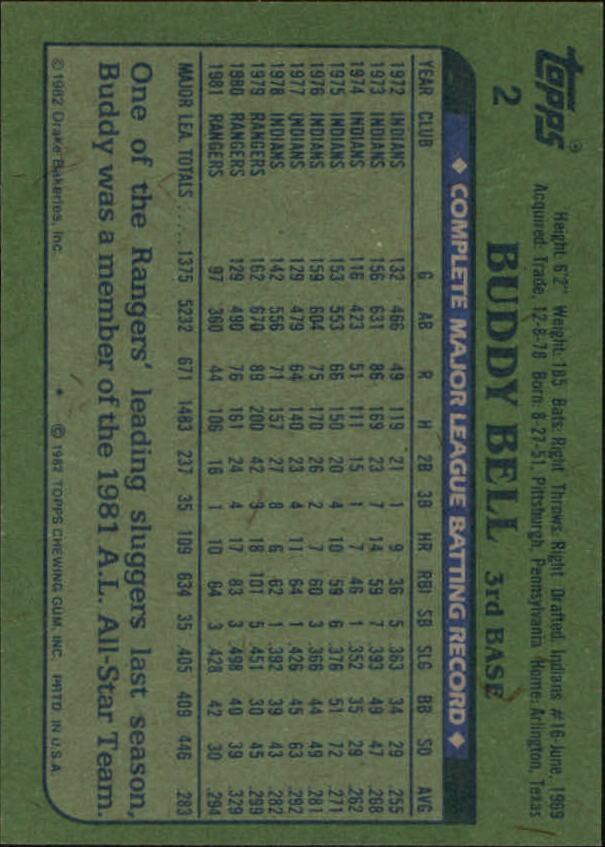 topps®
2
Height: 6'2" Weight: 185 Bats: Right Throws: Right Drafted: Indians #16-June, 1969
Acquired: Trade, 12-8-78 Born: 8-27-51, Pittsburgh, Pennsylvania Home: Arlington, Texas
BUDDY BELL 3rd BASE
◆ COMPLETE MAJOR LEAGUE BATTING RECORD ◆
YEAR CLUB G AB R H 2B 3B HR RBI SB SLG BB SO AVG
1972 INDIANS 132 466 49 119 21 1 9 36 5 .363 34 29 .255
1973 INDIANS 156 631 86 169 23 7 14 59 7 .393 49 47 .268
1974 INDIANS 116 423 51 111 15 1 7 46 1 .352 35 29 .262
1975 INDIANS 153 553 66 150 20 4 10 59 6 .376 51 72 .271
1976 INDIANS 159 604 75 170 26 2 7 60 3 .366 44 49 .281
1977 INDIANS 129 479 64 140 23 4 11 64 1 .426 45 63 .292
1978 INDIANS 142 556 71 157 27 8 6 62 1 .392 39 43 .282
1979 RANGERS 162 670 89 200 42 3 18 101 5 .451 30 45 .299
1980 RANGERS 129 490 76 161 24 4 17 83 3 .498 40 39 .329
1981 RANGERS 97 360 44 106 16 1 10 64 3 .428 42 30 .294
MAJOR LEA. TOTALS ..... 1375 5232 671 1483 237 35 109 634 35 .405 409 446 .283
One of the Rangers' leading sluggers last season,
Buddy was a member of the 1981 A.L. All-Star Team.
© 1982 Drake Bakeries, Inc. * © 1982 TOPPS CHEWING GUM, INC. PRTD. IN U.S.A.